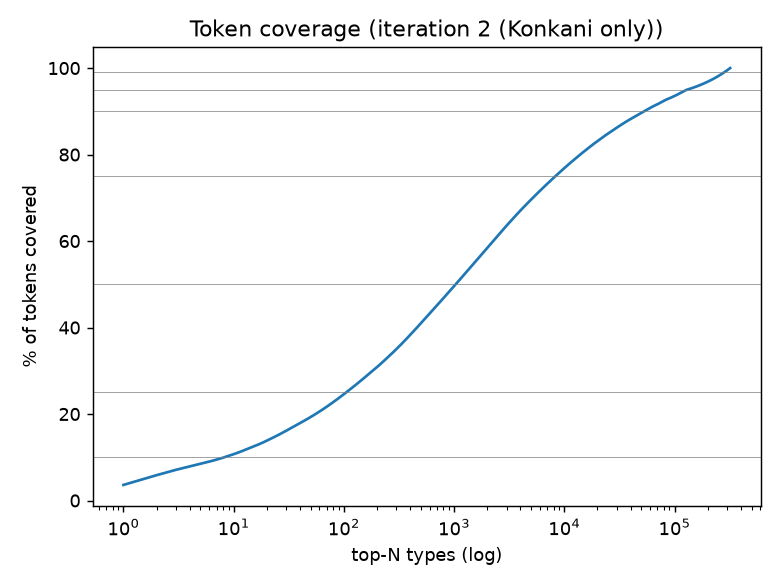 Token coverage (iteration 2 (Konkani only))
100
80
60
40
20
0
% of tokens covered
10⁰ 10¹ 10² 10³ 10⁴ 10⁵
top-N types (log)